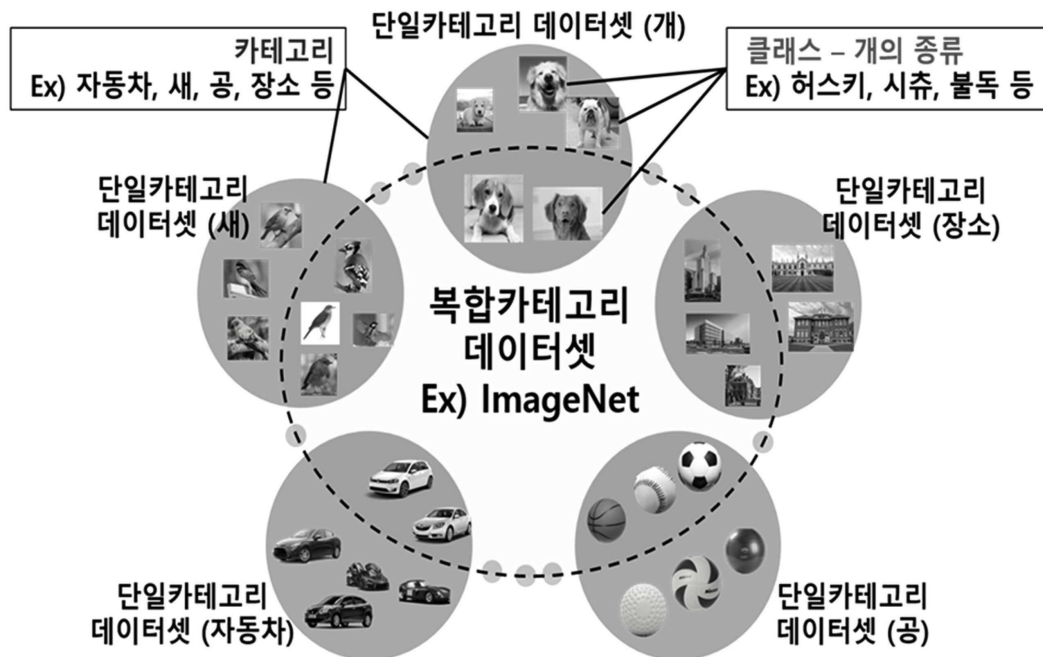 단일카테고리 데이터셋 (개)
카테고리
Ex) 자동차, 새, 공, 장소 등
클래스 – 개의 종류
Ex) 허스키, 시츄, 불독 등
단일카테고리
데이터셋 (새)
단일카테고리
데이터셋 (장소)
복합카테고리
데이터셋
Ex) ImageNet
단일카테고리
데이터셋 (자동차)
단일카테고리
데이터셋 (공)